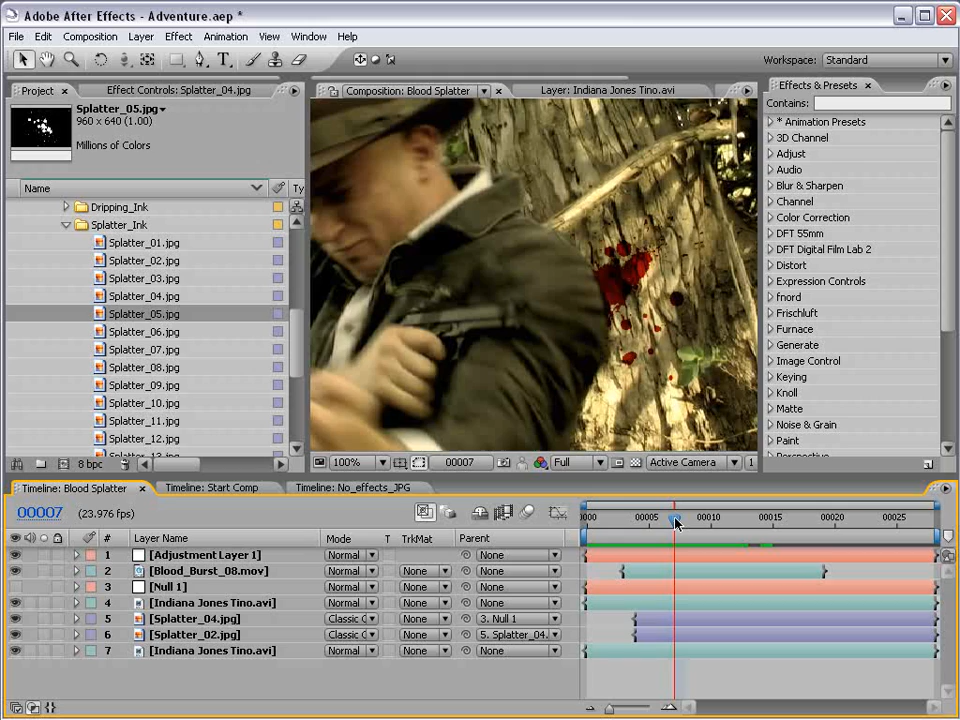 Adobe After Effects - Adventure.aep *
File Edit Composition Layer Effect Animation View Window Help
Workspace: Standard
Project × Effect Controls: Splatter_04.jpg
Composition: Blood Splatter × Layer: Indiana Jones Tino.avi
Effects & Presets ×
Splatter_05.jpg
960 x 640 (1.00)
Millions of Colors
Contains:
Name Ty
Dripping_Ink
Splatter_Ink
Splatter_01.jpg
Splatter_02.jpg
Splatter_03.jpg
Splatter_04.jpg
Splatter_05.jpg
Splatter_06.jpg
Splatter_07.jpg
Splatter_08.jpg
Splatter_09.jpg
Splatter_10.jpg
Splatter_11.jpg
Splatter_12.jpg
8 bpc
100% 00007 Full Active Camera 1
* Animation Presets
3D Channel
Adjust
Audio
Blur & Sharpen
Channel
Color Correction
DFT 55mm
DFT Digital Film Lab 2
Distort
Expression Controls
fnord
Frischluft
Furnace
Generate
Image Control
Keying
Knoll
Matte
Noise & Grain
Paint
Timeline: Blood Splatter × Timeline: Start Comp Timeline: No_effects_JPG
00007 (23.976 fps)
0000 00005 00010 00015 00020 00025
# Layer Name Mode T TrkMat Parent
1 [Adjustment Layer 1] Normal None
2 [Blood_Burst_08.mov] Normal None None
3 [Null 1] Normal None None
4 [Indiana Jones Tino.avi] Normal None None
5 [Splatter_04.jpg] Classic C None 3. Null 1
6 [Splatter_02.jpg] Classic C None 5. Splatter_04.
7 [Indiana Jones Tino.avi] Normal None None